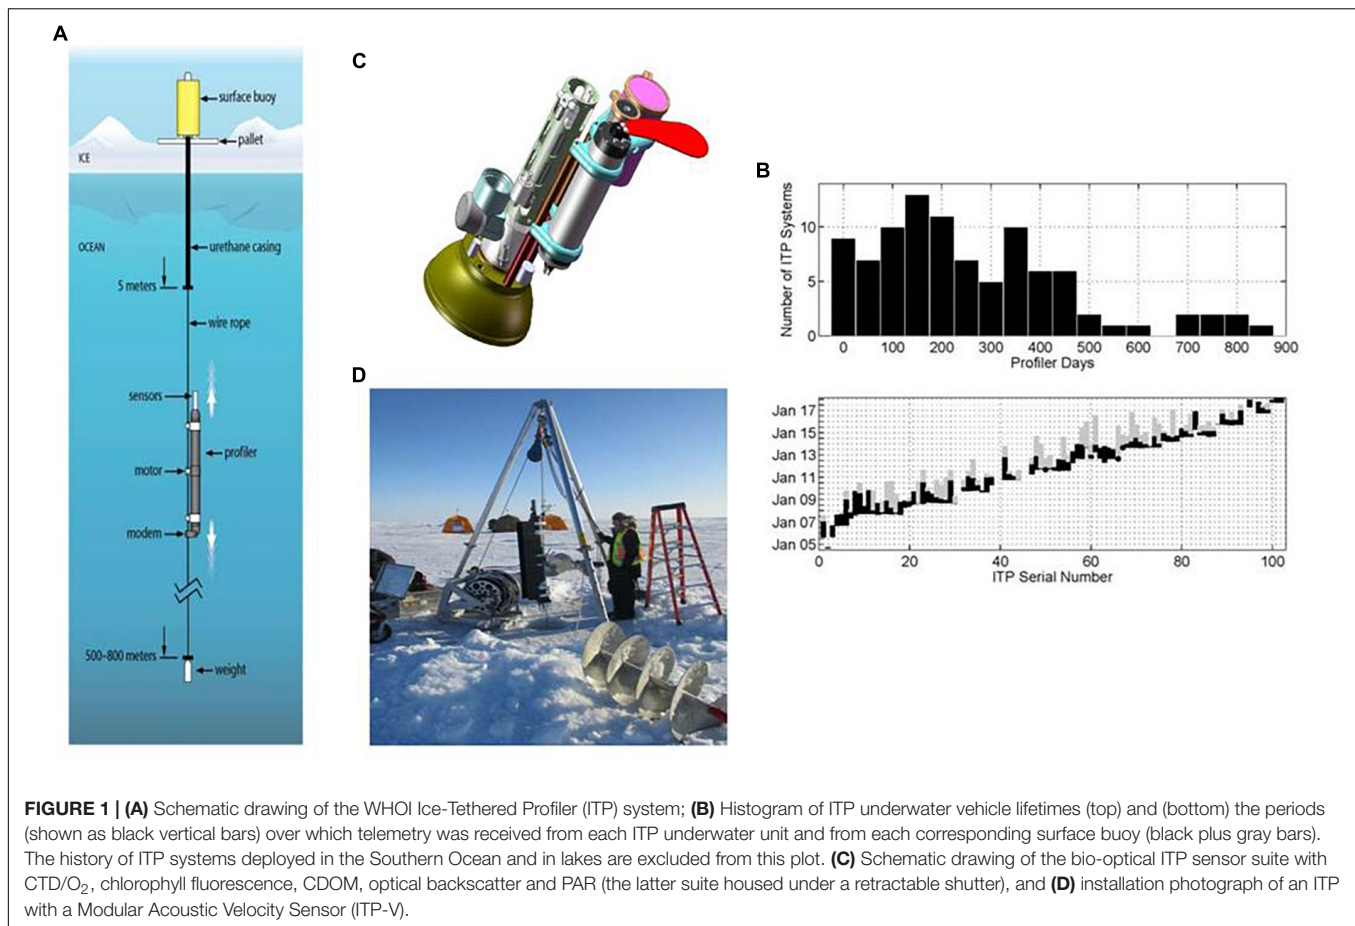 (A)
surface buoy
pallet
ICE
OCEAN
urethane casing
5 meters
wire rope
sensors
profiler
motor
modem
500–800 meters
weight
(C)
(D)
(B)
Number of ITP Systems
10
5
0
0 100 200 300 400 500 600 700 800 900
Profiler Days
Jan 17
Jan 15
Jan 13
Jan 11
Jan 09
Jan 07
Jan 05
0 20 40 60 80 100
ITP Serial Number
FIGURE 1 | (A) Schematic drawing of the WHOI Ice-Tethered Profiler (ITP) system; (B) Histogram of ITP underwater vehicle lifetimes (top) and (bottom) the periods
(shown as black vertical bars) over which telemetry was received from each ITP underwater unit and from each corresponding surface buoy (black plus gray bars).
The history of ITP systems deployed in the Southern Ocean and in lakes are excluded from this plot. (C) Schematic drawing of the bio-optical ITP sensor suite with
CTD/O₂, chlorophyll fluorescence, CDOM, optical backscatter and PAR (the latter suite housed under a retractable shutter), and (D) installation photograph of an ITP
with a Modular Acoustic Velocity Sensor (ITP-V).